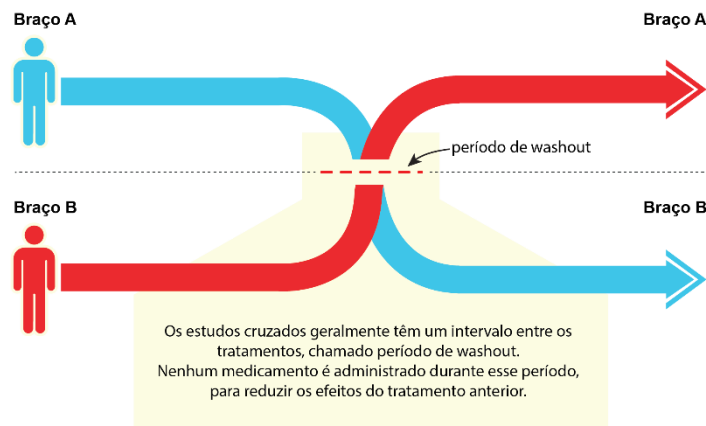 Braço A
Braço A
período de washout
Braço B
Braço B
Os estudos cruzados geralmente têm um intervalo entre os
tratamentos, chamado período de washout.
Nenhum medicamento é administrado durante esse período,
para reduzir os efeitos do tratamento anterior.